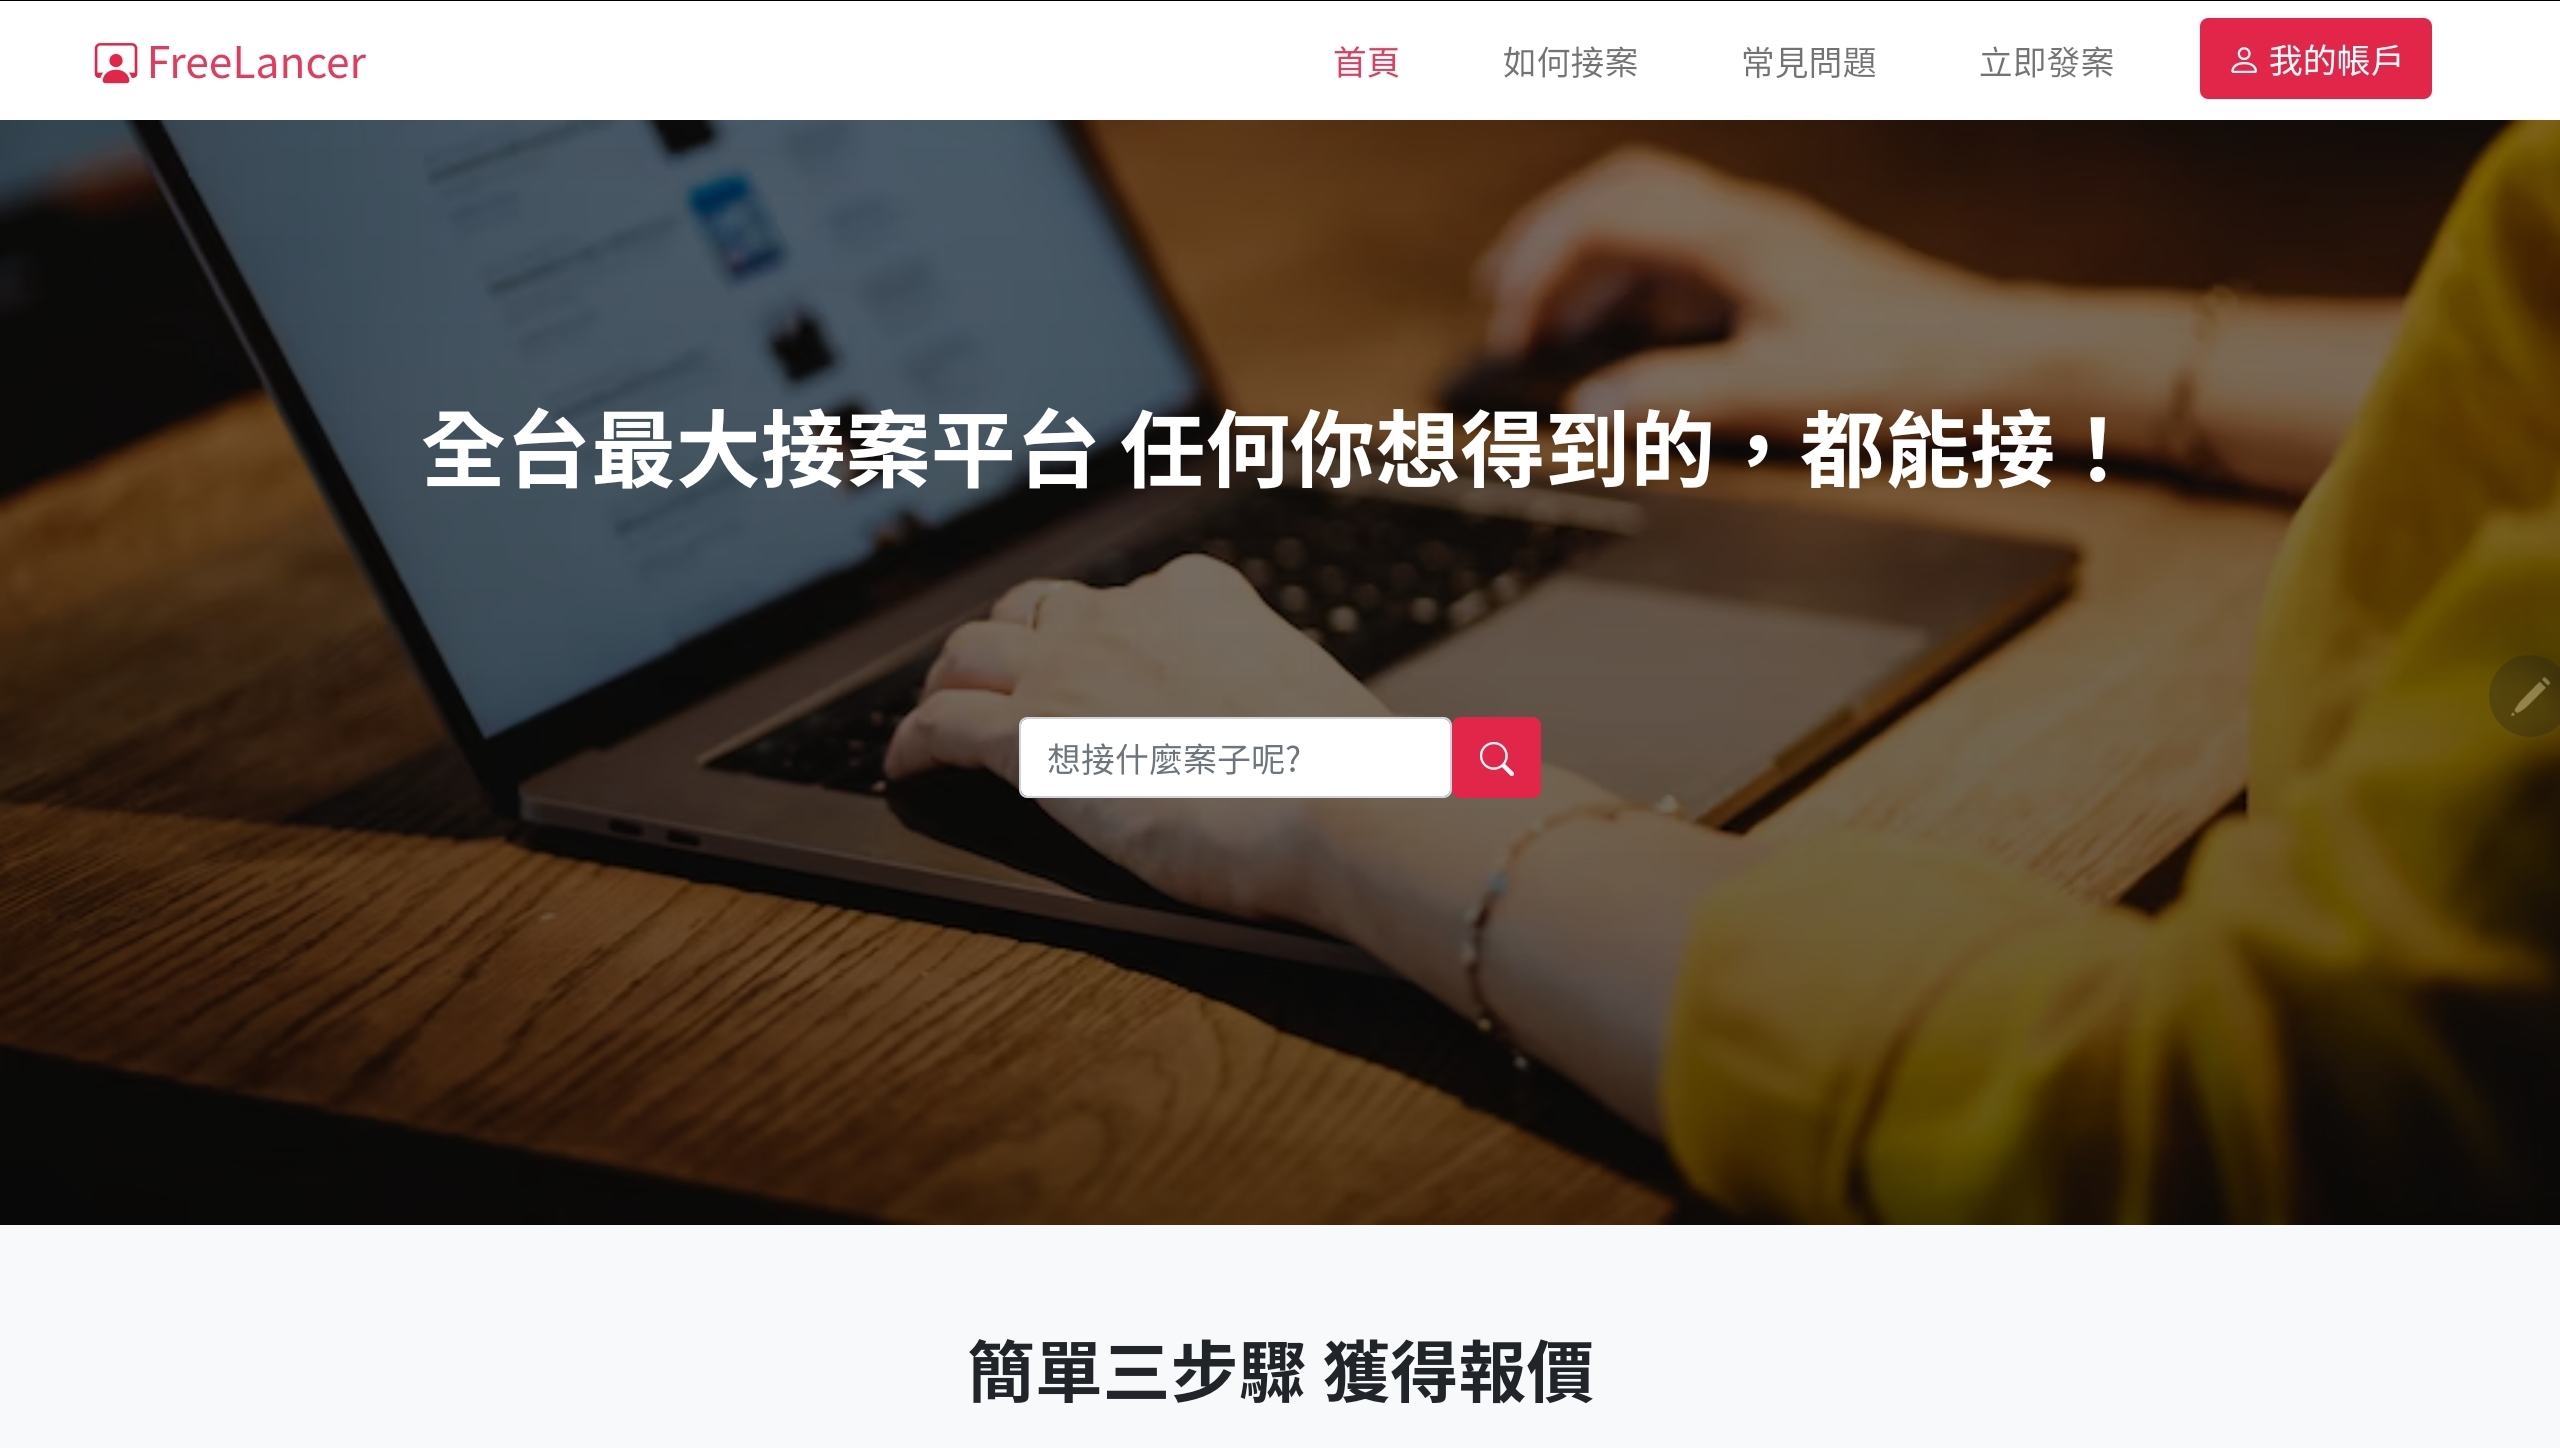 FreeLancer
首頁
如何接案
常見問題
立即發案
我的帳戶
全台最大接案平台 任何你想得到的，都能接！
想接什麼案子呢?
簡單三步驟 獲得報價